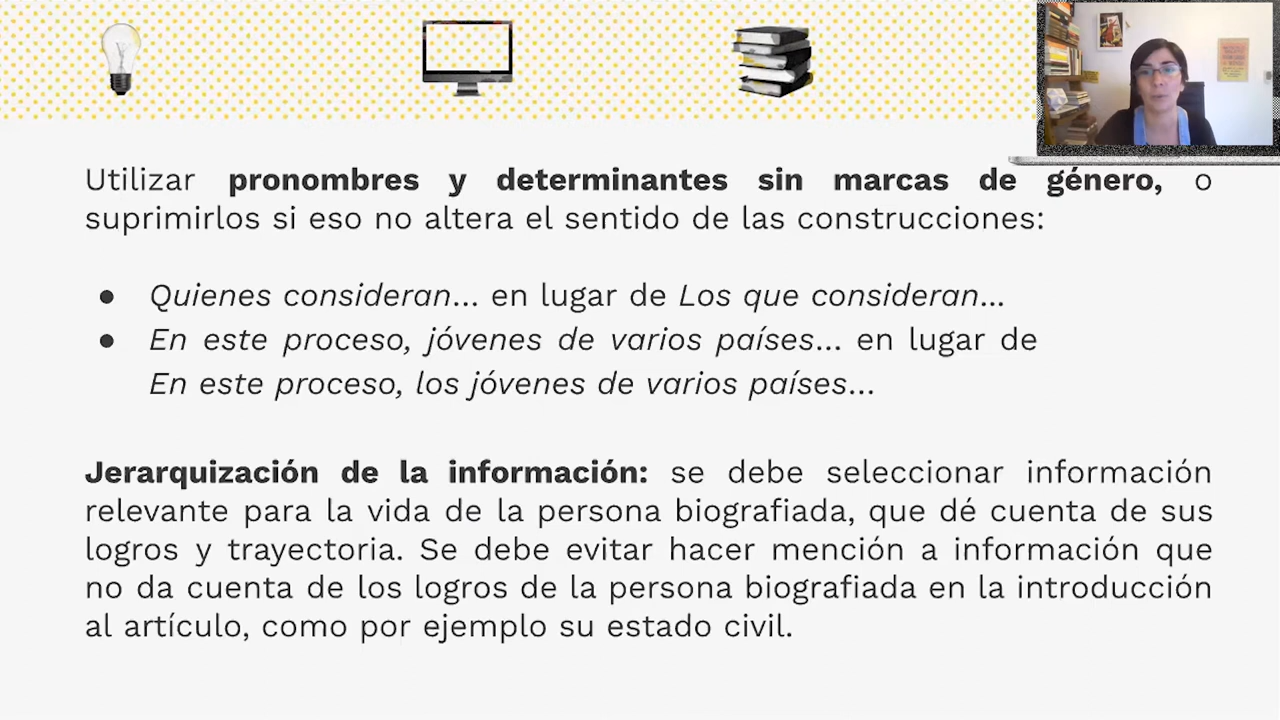 Utilizar pronombres y determinantes sin marcas de género, o
suprimirlos si eso no altera el sentido de las construcciones:
● Quienes consideran... en lugar de Los que consideran...
● En este proceso, jóvenes de varios países... en lugar de
En este proceso, los jóvenes de varios países...
Jerarquización de la información: se debe seleccionar información
relevante para la vida de la persona biografiada, que dé cuenta de sus
logros y trayectoria. Se debe evitar hacer mención a información que
no da cuenta de los logros de la persona biografiada en la introducción
al artículo, como por ejemplo su estado civil.